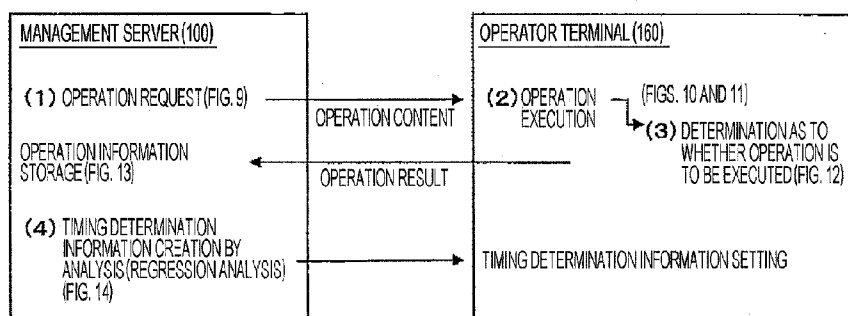 MANAGEMENT SERVER(100)
(1) OPERATION REQUEST(FIG. 9)
OPERATION CONTENT
OPERATION INFORMATION
STORAGE(FIG. 13)
OPERATION RESULT
(4) TIMING DETERMINATION
INFORMATION CREATION BY
ANALYSIS(REGRESSION ANALYSIS)
(FIG. 14)
OPERATOR TERMINAL(160)
(2) OPERATION
EXECUTION
(FIGS. 10 AND 11)
(3) DETERMINATION AS TO
WHETHER OPERATION IS
TO BE EXECUTED(FIG. 12)
TIMING DETERMINATION INFORMATION SETTING